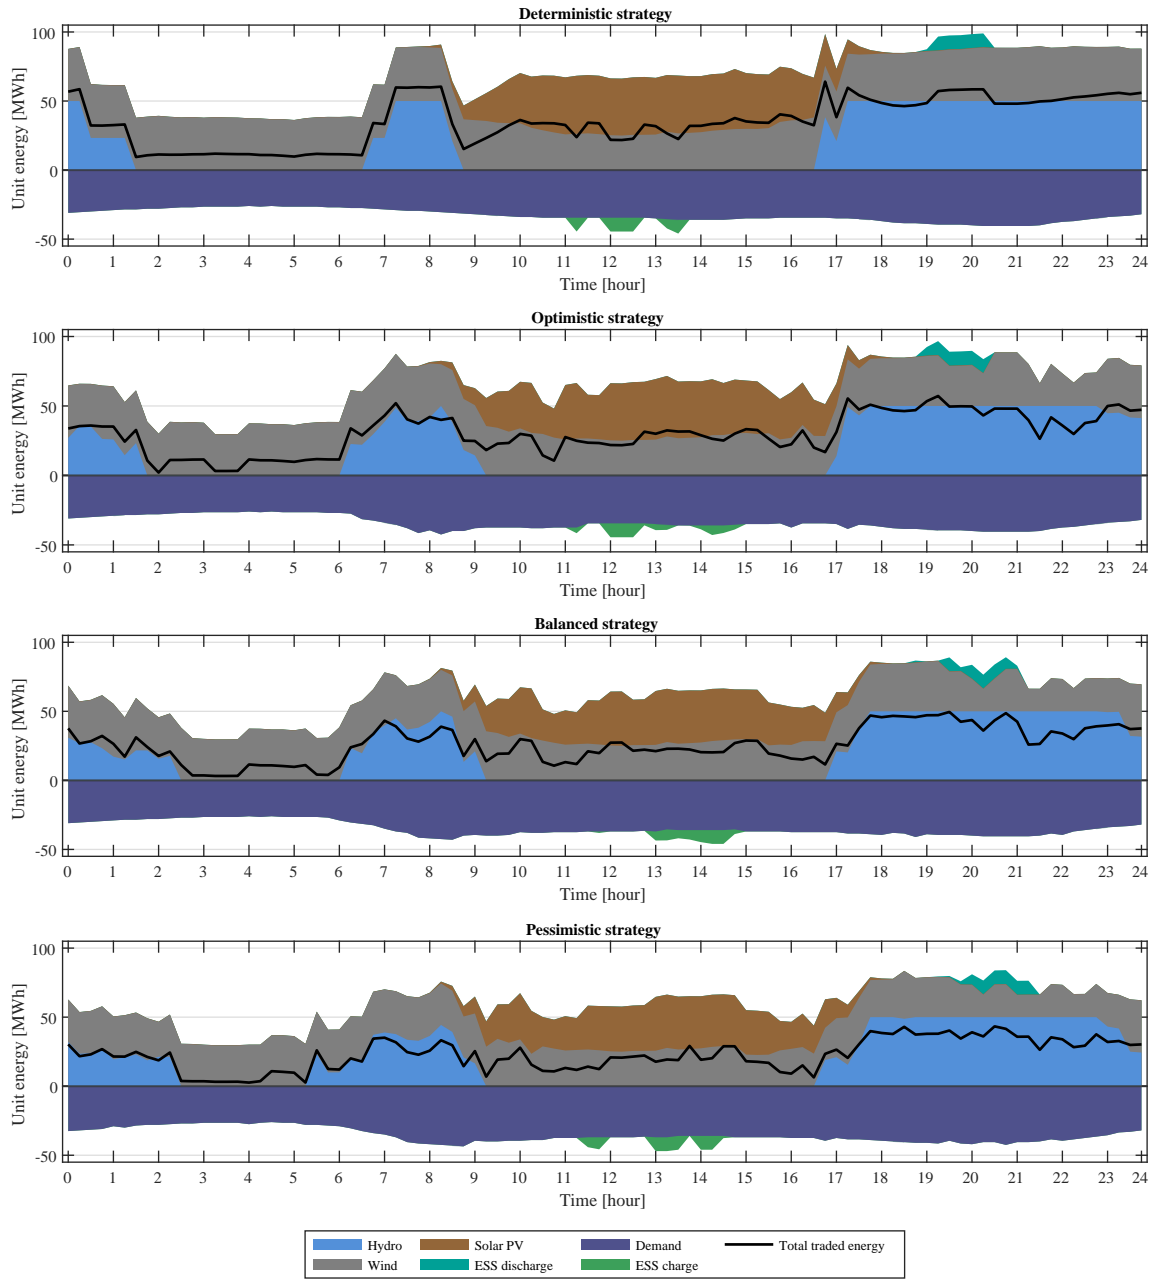 Deterministic strategy
100
50
0
-50
Unit energy [MWh]
0 1 2 3 4 5 6 7 8 9 10 11 12 13 14 15 16 17 18 19 20 21 22 23 24
Time [hour]
Optimistic strategy
100
50
0
-50
Unit energy [MWh]
0 1 2 3 4 5 6 7 8 9 10 11 12 13 14 15 16 17 18 19 20 21 22 23 24
Time [hour]
Balanced strategy
100
50
0
-50
Unit energy [MWh]
0 1 2 3 4 5 6 7 8 9 10 11 12 13 14 15 16 17 18 19 20 21 22 23 24
Time [hour]
Pessimistic strategy
100
50
0
-50
Unit energy [MWh]
0 1 2 3 4 5 6 7 8 9 10 11 12 13 14 15 16 17 18 19 20 21 22 23 24
Time [hour]
Hydro Solar PV Demand Total traded energy
Wind ESS discharge ESS charge